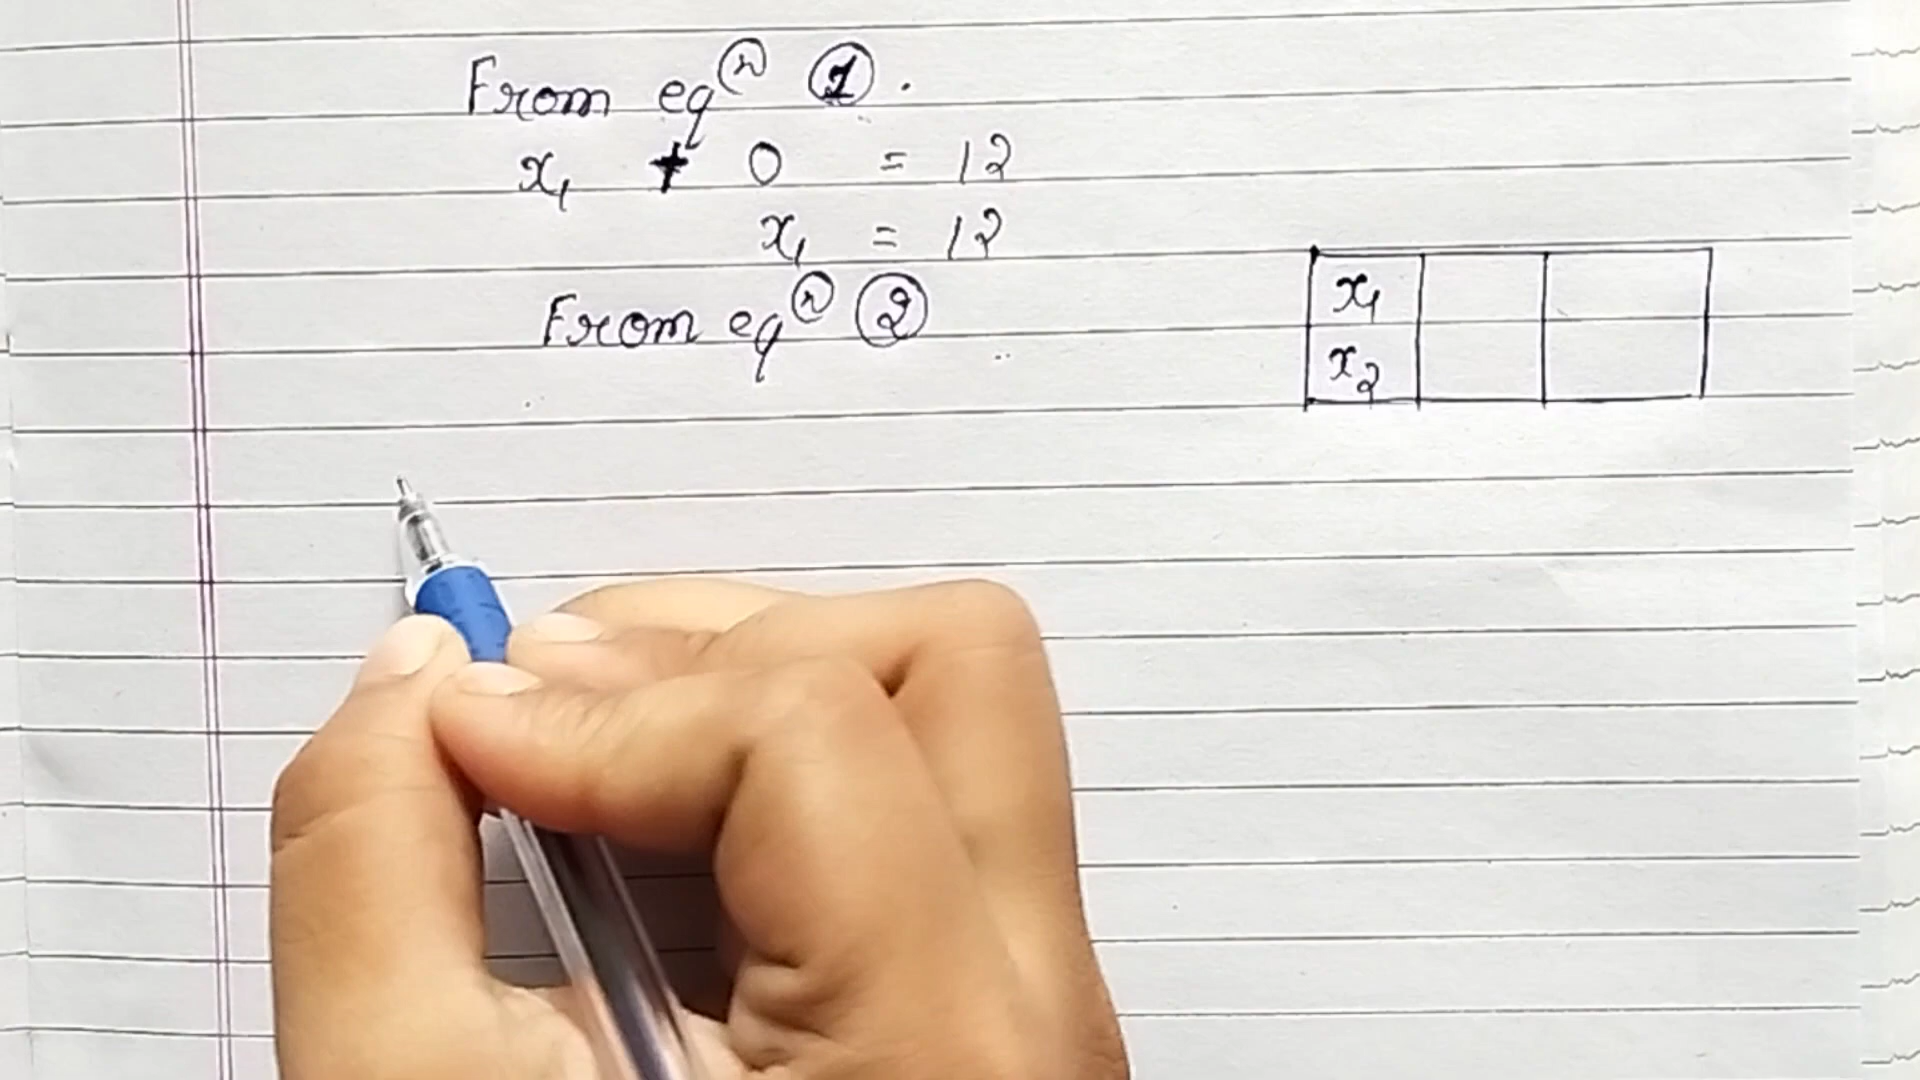 From eqⁿ ①.
x₁ + 0 = 12
x₁ = 12
From eqⁿ ②
x₁
x₂